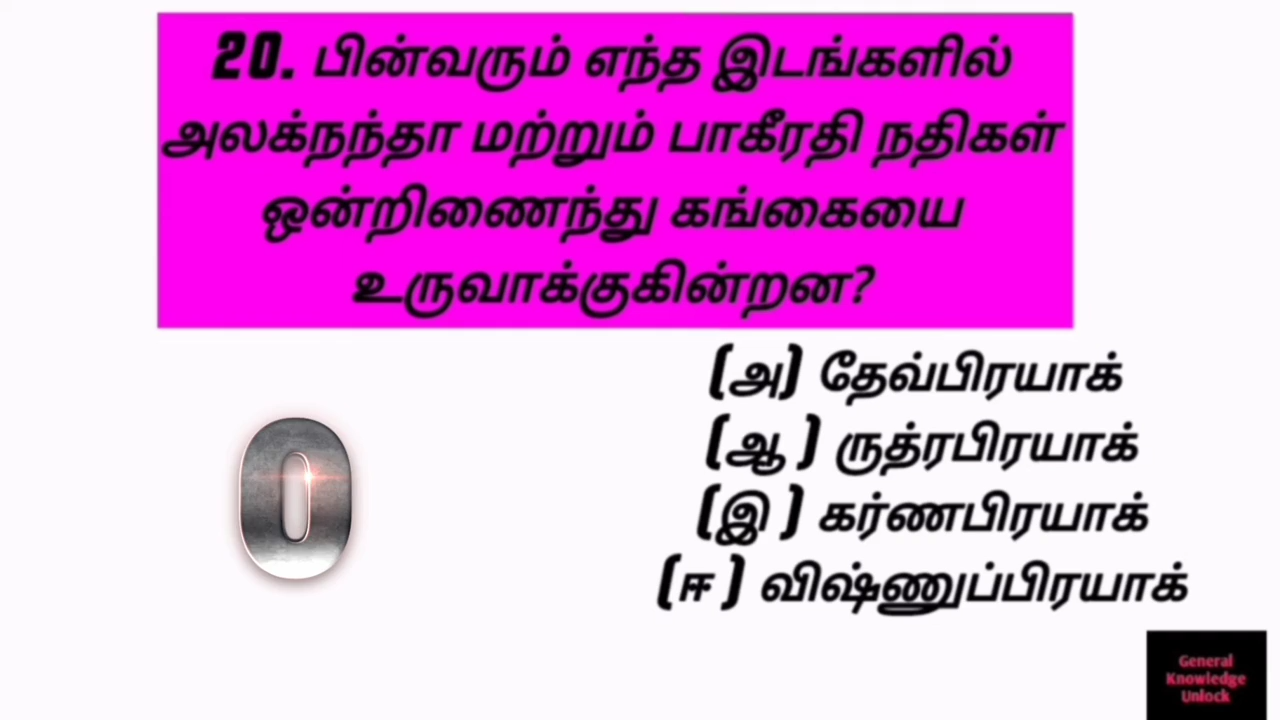 20. பின்வரும் எந்த இடங்களில்
அலக்நந்தா மற்றும் பாகீரதி நதிகள்
ஒன்றிணைந்து கங்கையை
உருவாக்குகின்றன?
(அ) தேவ்பிரயாக்
(ஆ ) ருத்ரபிரயாக்
(இ ) கர்ணபிரயாக்
(ஈ ) விஷ்ணுப்பிரயாக்
0
General
Knowledge
Unlock